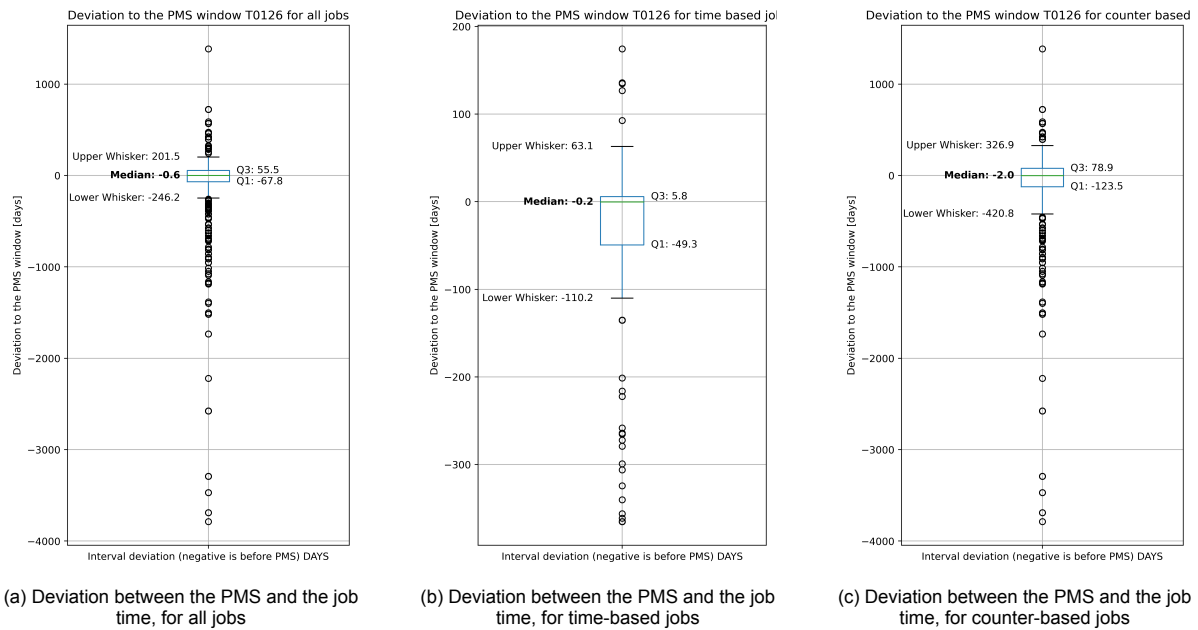 Deviation to the PMS window T0126 for all jobs
1000
0
−1000
−2000
−3000
−4000
Deviation to the PMS window [days]
Upper Whisker: 201.5
Q3: 55.5
Median: -0.6
Q1: -67.8
Lower Whisker: -246.2
Interval deviation (negative is before PMS) DAYS
(a) Deviation between the PMS and the job
time, for all jobs
Deviation to the PMS window T0126 for time based jo
200
100
0
−100
−200
−300
Deviation to the PMS window [days]
Upper Whisker: 63.1
Q3: 5.8
Median: -0.2
Q1: -49.3
Lower Whisker: -110.2
Interval deviation (negative is before PMS) DAYS
(b) Deviation between the PMS and the job
time, for time-based jobs
Deviation to the PMS window T0126 for counter based
1000
0
−1000
−2000
−3000
−4000
Deviation to the PMS window [days]
Upper Whisker: 326.9
Q3: 78.9
Median: -2.0
Q1: -123.5
Lower Whisker: -420.8
Interval deviation (negative is before PMS) DAYS
(c) Deviation between the PMS and the job
time, for counter-based jobs